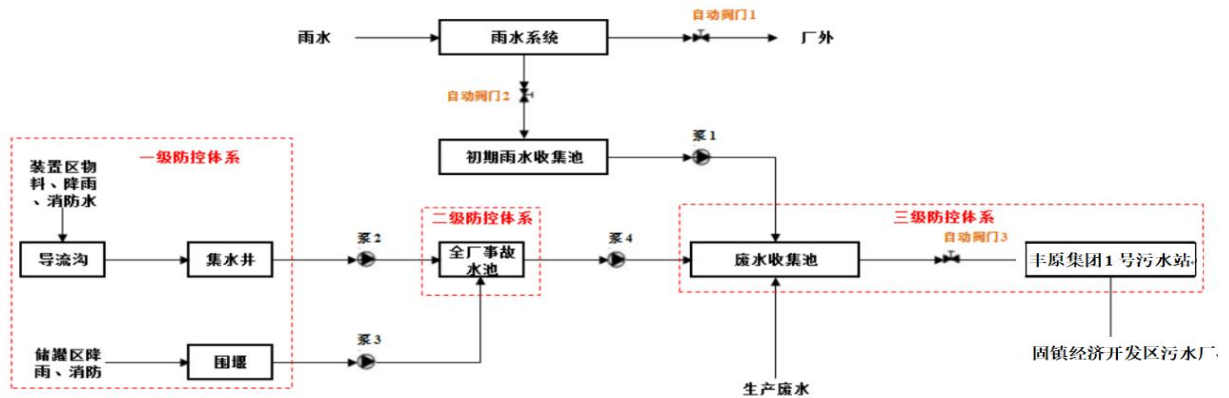 自动阀门1
雨水
雨水系统
厂外
自动阀门2
泵1
一级防控体系
初期雨水收集池
装置区物
料、降雨
、消防水
二级防控体系
三级防控体系
泵2
泵4
自动阀门3
导流沟
集水井
全厂事故
水池
废水收集池
丰原集团1号污水站
泵3
储罐区降
雨、消防
围堰
固镇经济开发区污水厂
生产废水